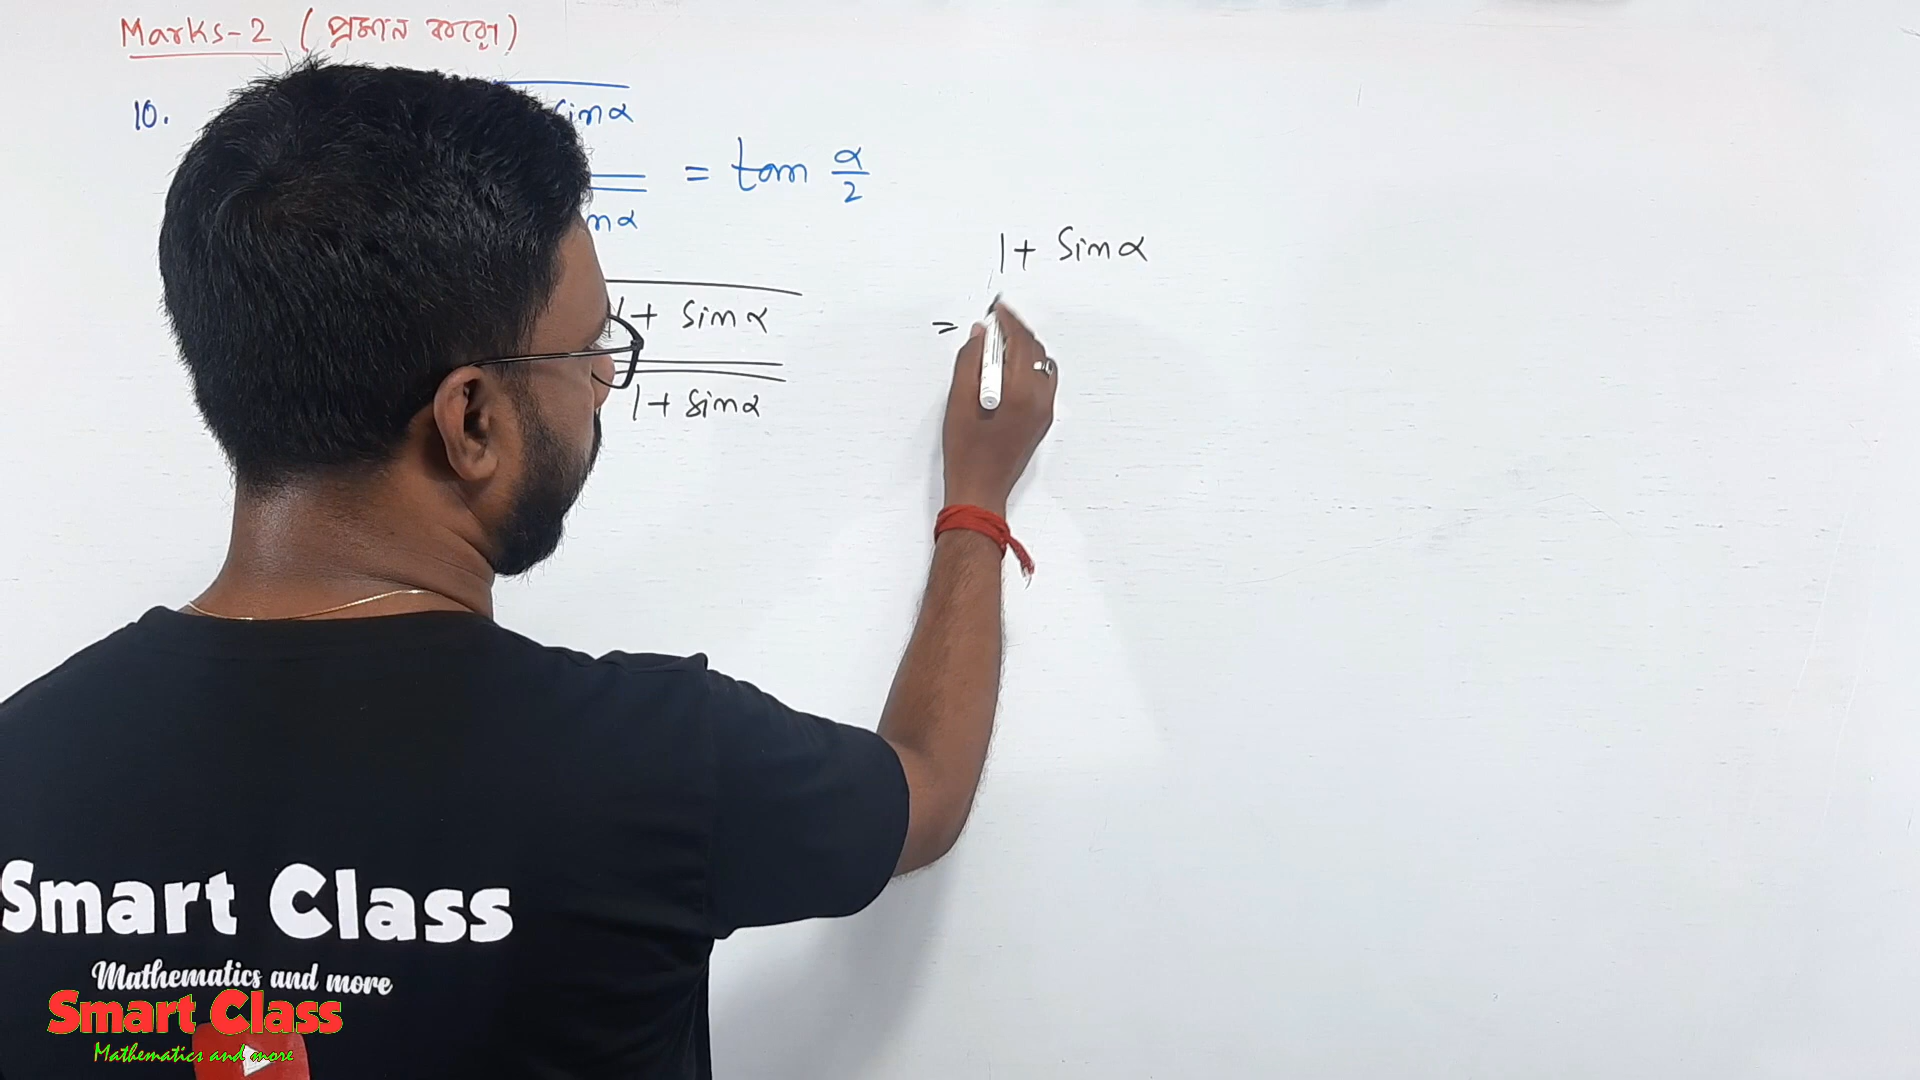 Marks-2 (প্রমান করো)
10.
sinα
= tan α/2
nα
1 + Sinα
1+ Sinα
=
1+ Sinα
Smart Class
Mathematics and more
Smart Class
Mathematics and more